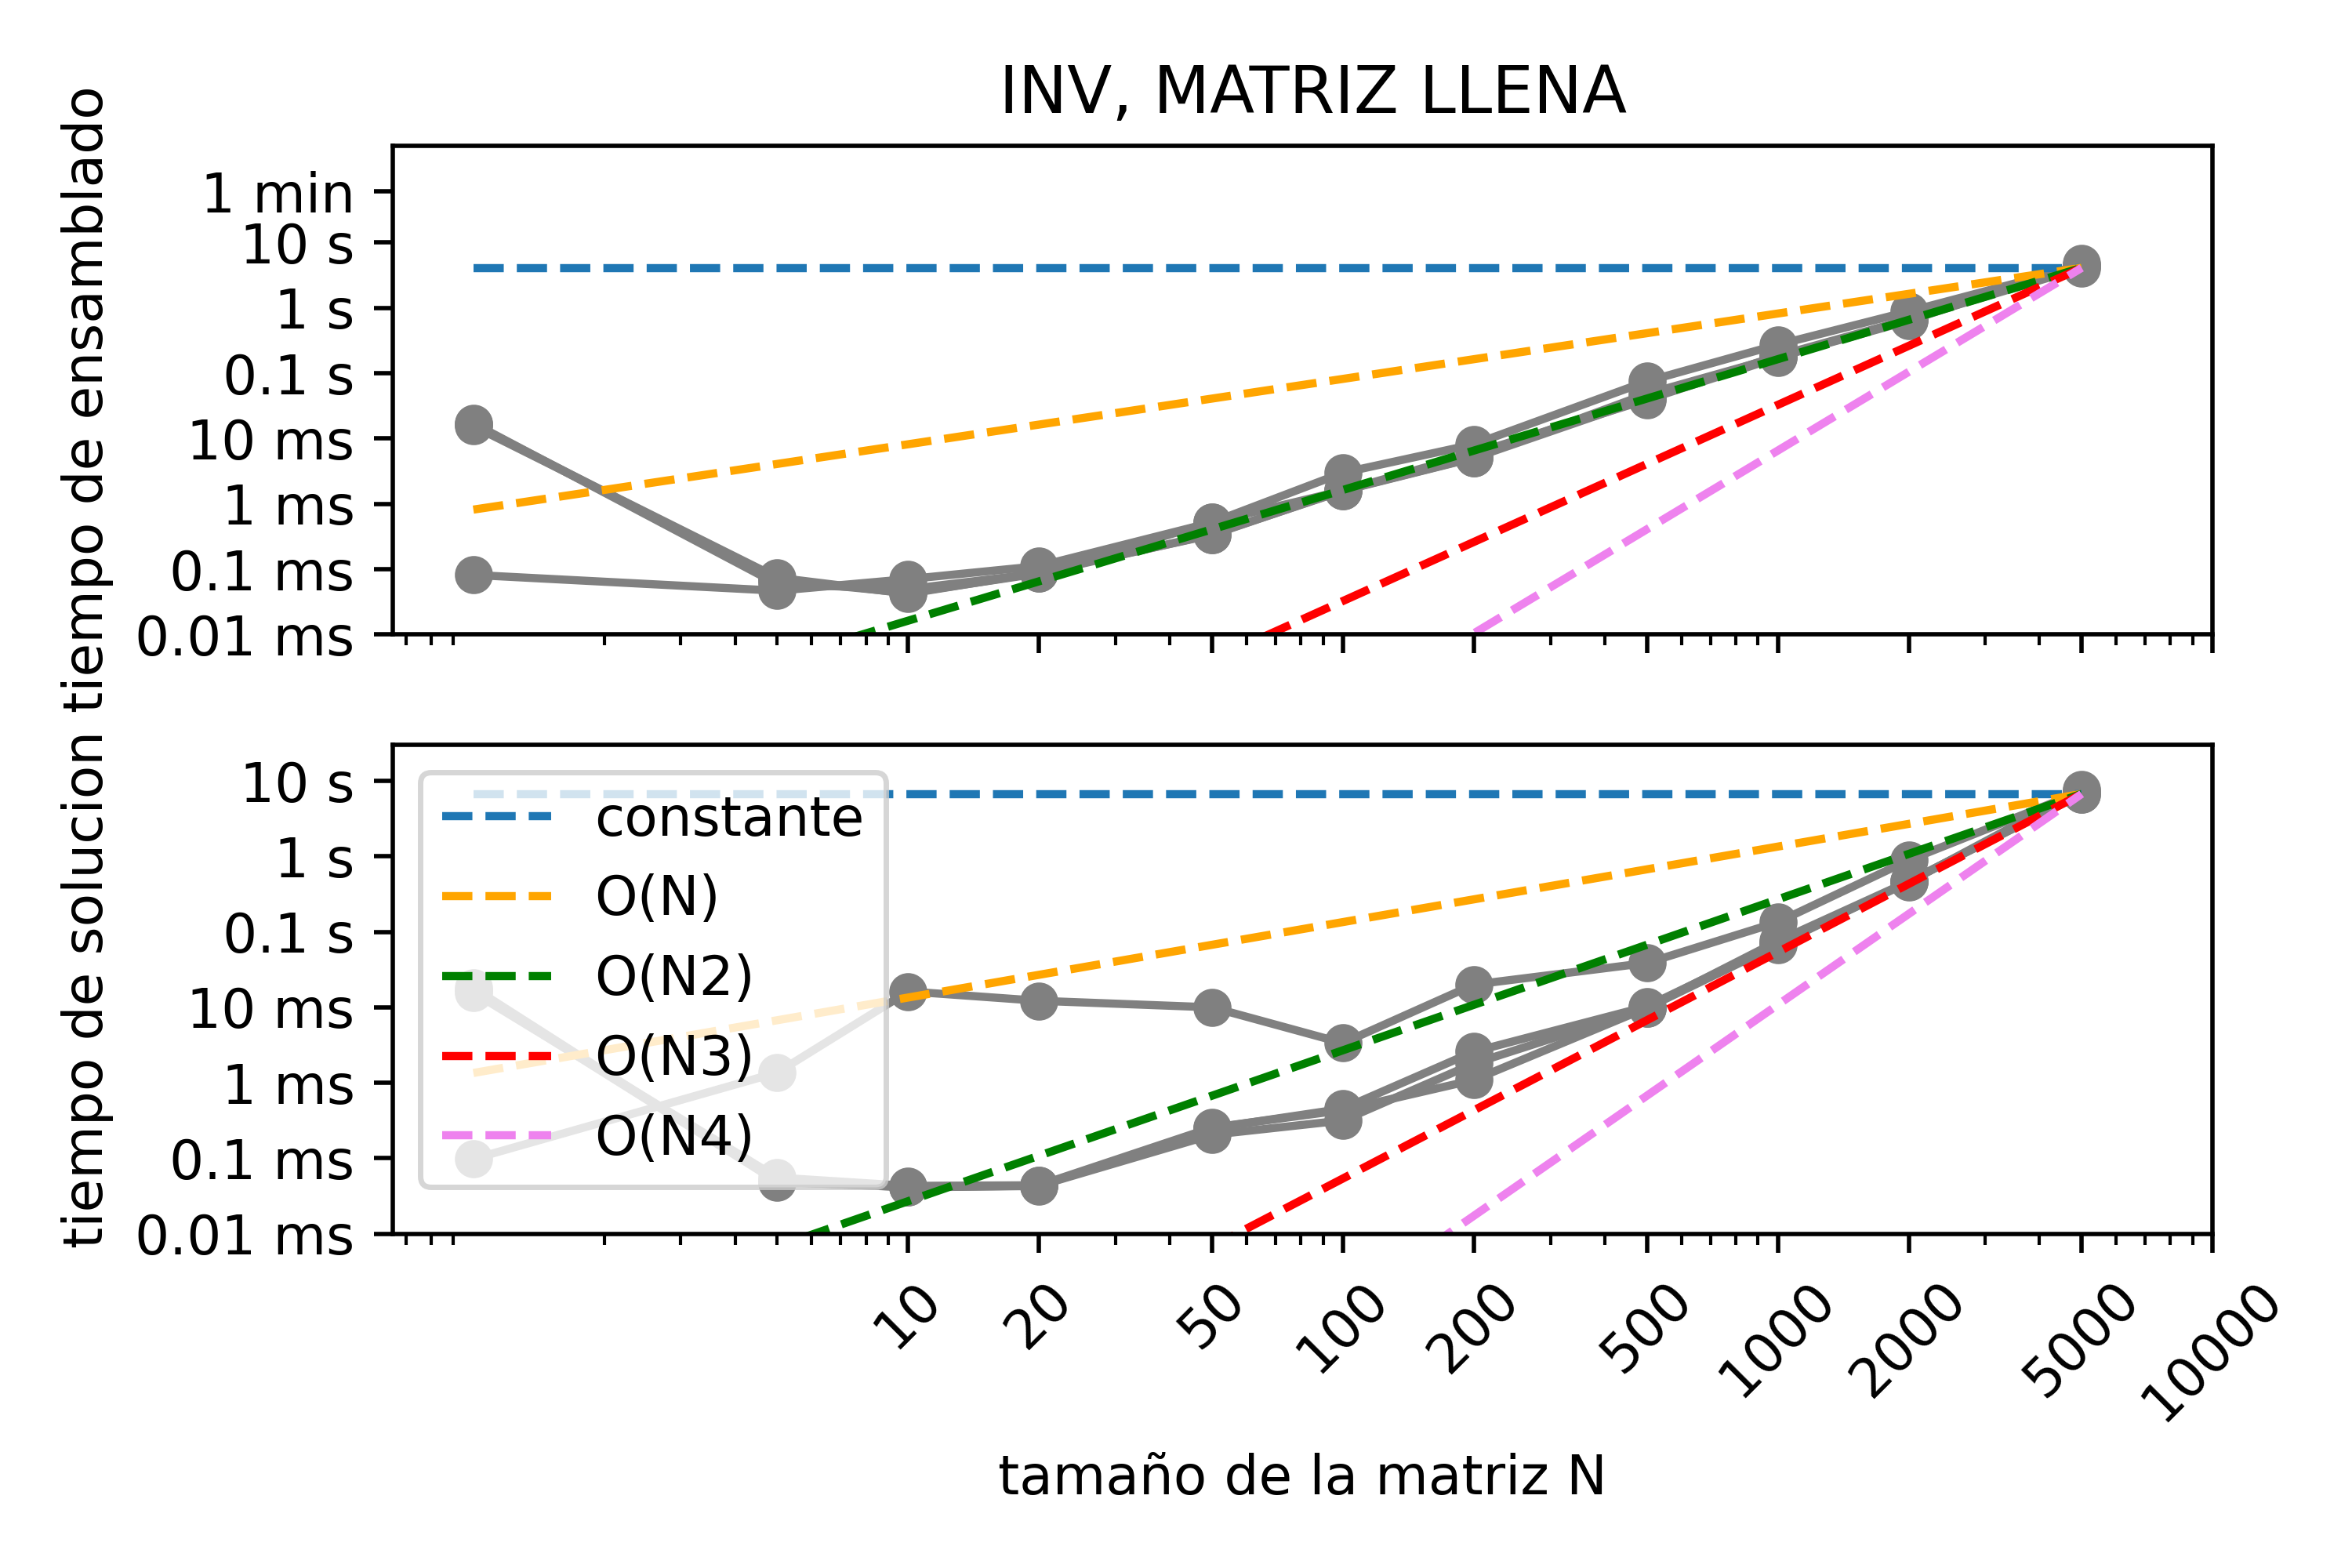 INV, MATRIZ LLENA
tiempo de ensamblado
1 min
10 s
1 s
0.1 s
10 ms
1 ms
0.1 ms
0.01 ms
tiempo de solucion
10 s
1 s
0.1 s
10 ms
1 ms
0.1 ms
0.01 ms
constante
O(N)
O(N2)
O(N3)
O(N4)
10
20
50
100
200
500
1000
2000
5000
10000
tamaño de la matriz N